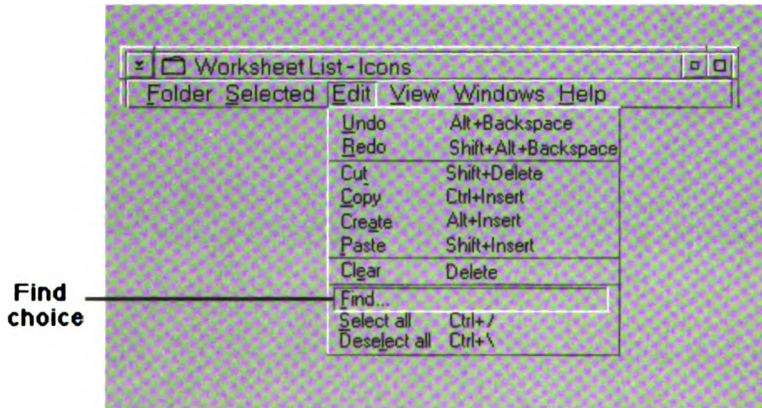 Worksheet List - Icons
Folder Selected Edit View Windows Help
Undo Alt+Backspace
Redo Shift+Alt+Backspace
Cut Shift+Delete
Copy Ctrl+Insert
Create Alt+Insert
Paste Shift+Insert
Clear Delete
Find...
Select all Ctrl+/
Deselect all Ctrl+\
Find
choice